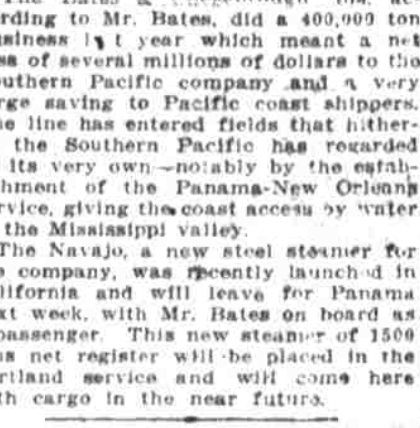 rding to Mr. Bates, did a 400,000 ton
siness l t year which meant a net
ss of several millions of dollars to the
uthern Pacific company and a very
rge saving to Pacific coast shippers.
e line has entered fields that hither-
the Southern Pacific has regarded
its very own—notably by the estab-
hment of the Panama-New Orleans
rvice, giving the coast access by water
the Mississippi valley.
The Navajo, a new steel steamer for
e company, was recently launched in
lifornia and will leave for Panama
xt week, with Mr. Bates on board as
passenger. This new steamer of 1500
ns net register will be placed in the
rtland service and will come here
th cargo in the near future.